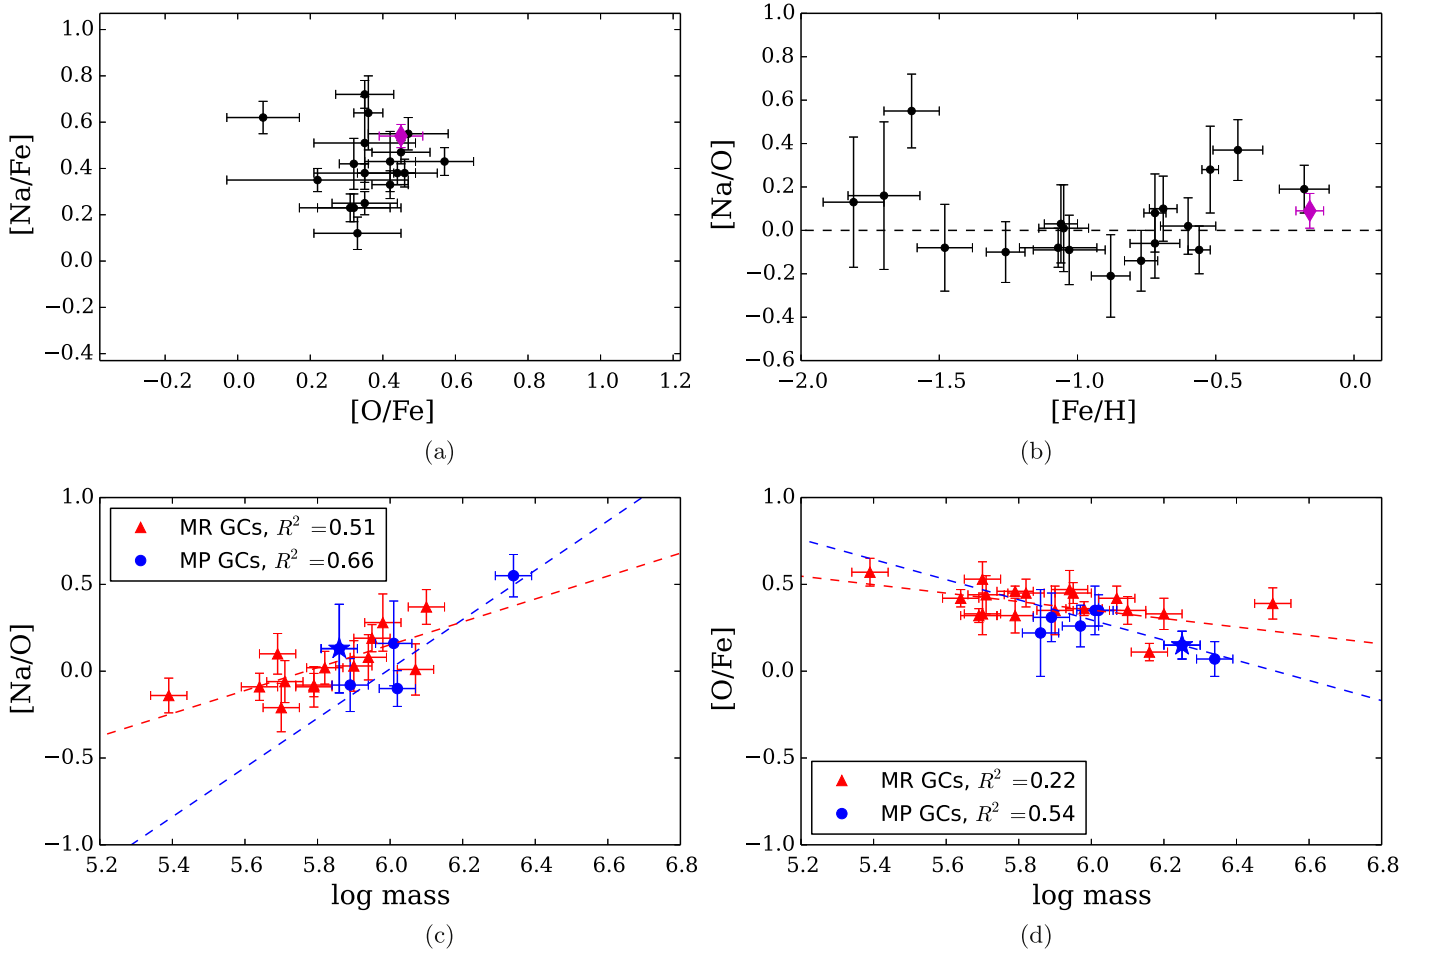 1.0
0.8
0.6
0.4
0.2
0.0
−0.2
−0.4
[Na/Fe]
−0.2 0.0 0.2 0.4 0.6 0.8 1.0 1.2
[O/Fe]
(a)
1.0
0.8
0.6
0.4
0.2
0.0
−0.2
−0.4
−0.6
[Na/O]
−2.0 −1.5 −1.0 −0.5 0.0
[Fe/H]
(b)
1.0
0.5
0.0
−0.5
−1.0
[Na/O]
MR GCs, R² =0.51
MP GCs, R² =0.66
5.2 5.4 5.6 5.8 6.0 6.2 6.4 6.6 6.8
log mass
(c)
1.0
0.5
0.0
−0.5
−1.0
[O/Fe]
MR GCs, R² =0.22
MP GCs, R² =0.54
5.2 5.4 5.6 5.8 6.0 6.2 6.4 6.6 6.8
log mass
(d)